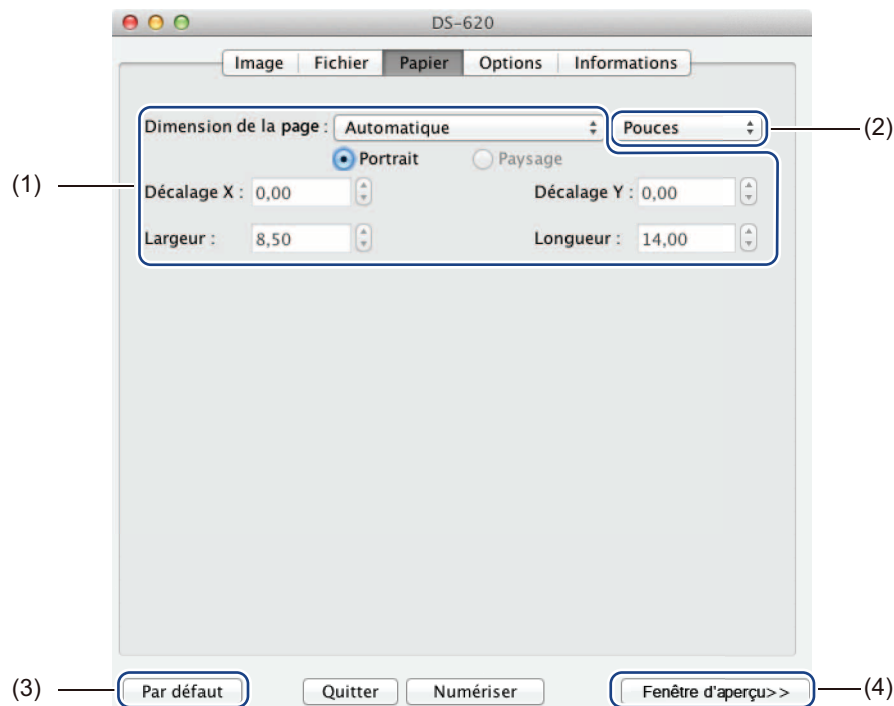 DS-620
Image Fichier Papier Options Informations
Dimension de la page : Automatique Pouces (2)
Portrait Paysage
(1)
Décalage X : 0,00 Décalage Y : 0,00
Largeur : 8,50 Longueur : 14,00
(3) Par défaut Quitter Numériser Fenêtre d'aperçu>> (4)